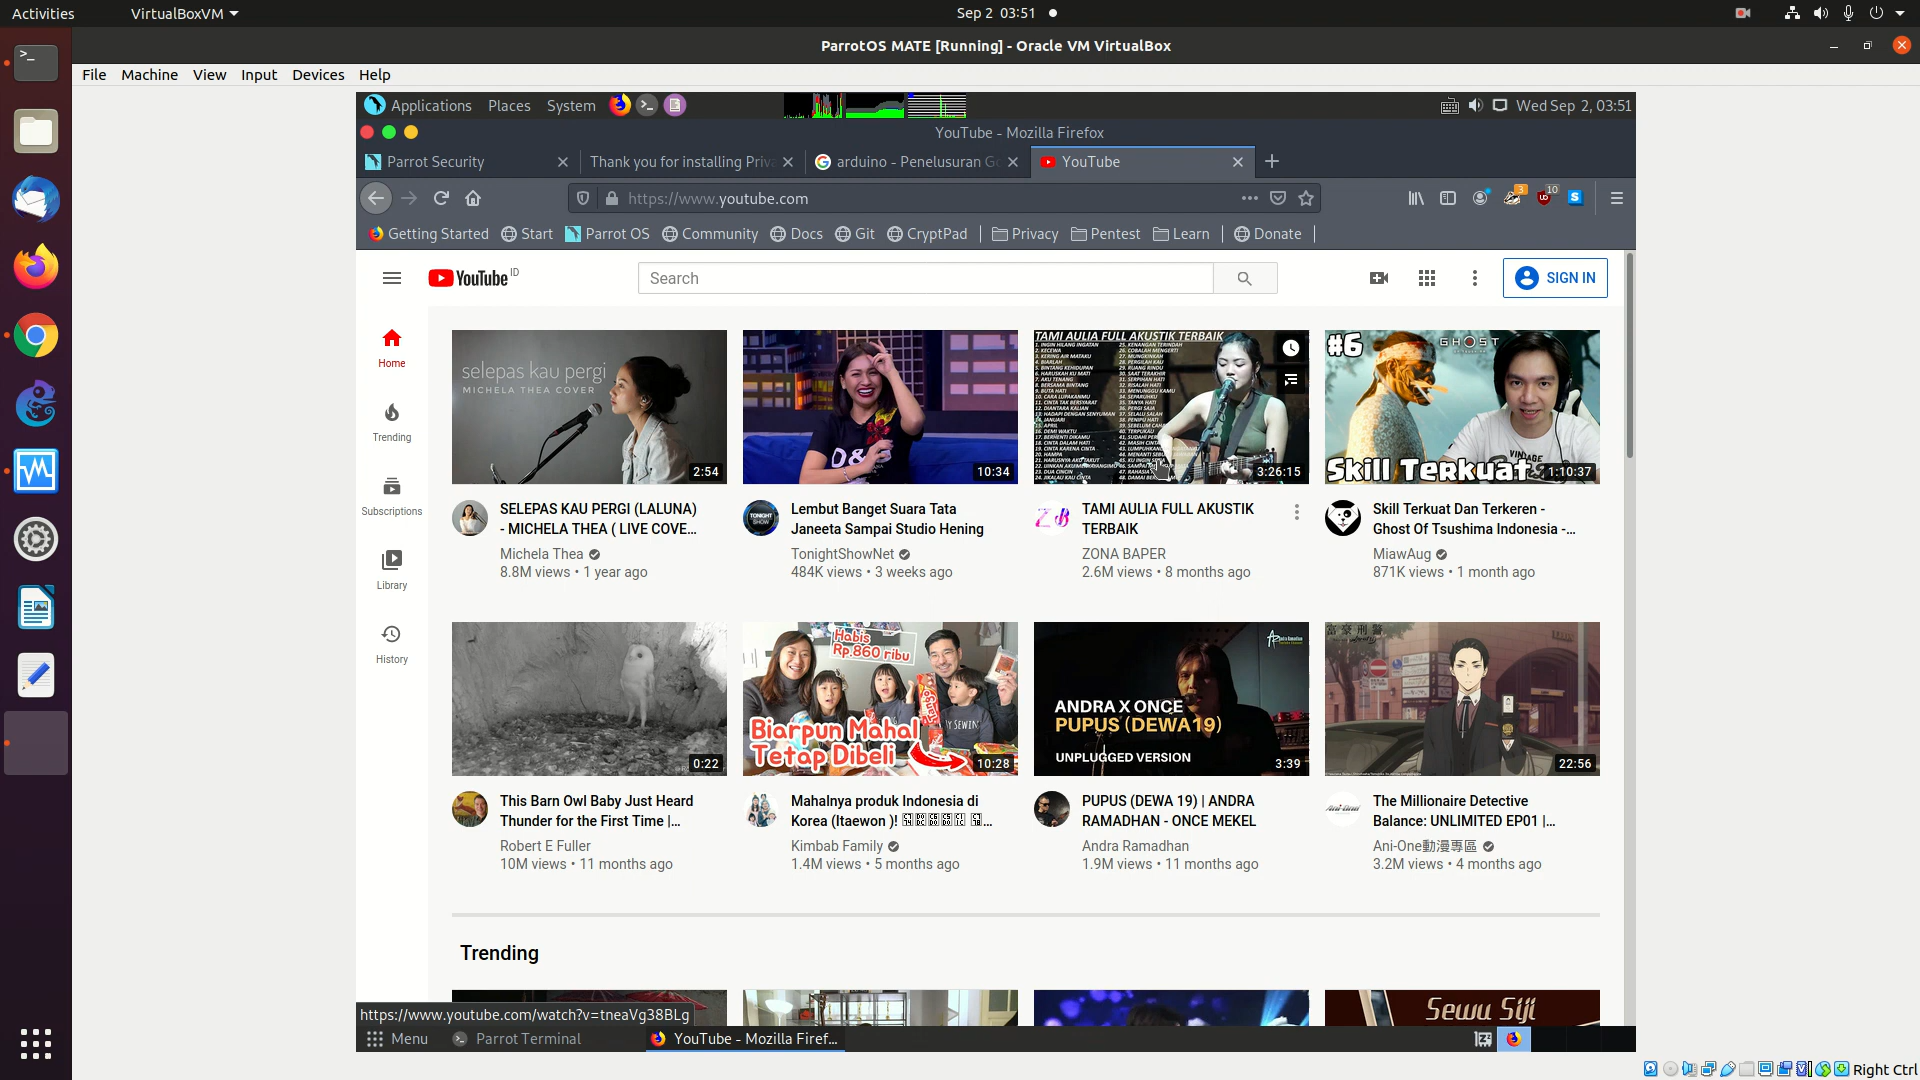 Activities
VirtualBoxVM
Sep 2 03:51
ParrotOS MATE [Running] - Oracle VM VirtualBox
File Machine View Input Devices Help
Applications Places System
Wed Sep 2, 03:51
YouTube - Mozilla Firefox
Parrot Security
Thank you for installing Priva
arduino - Penelusuran Go
YouTube
https://www.youtube.com
3
10
Getting Started Start Parrot OS Community Docs Git CryptPad Privacy Pentest Learn Donate
YouTube ID
Search
SIGN IN
Home
Trending
Subscriptions
Library
History
selepas kau pergi
MICHELA THEA COVER
2:54
SELEPAS KAU PERGI (LALUNA)
- MICHELA THEA ( LIVE COVE...
Michela Thea
8.8M views • 1 year ago
10:34
Lembut Banget Suara Tata
Janeeta Sampai Studio Hening
TonightShowNet
484K views • 3 weeks ago
TAMI AULIA FULL AKUSTIK TERBAIK
3:26:15
TAMI AULIA FULL AKUSTIK
TERBAIK
ZONA BAPER
2.6M views • 8 months ago
#6
GHOST
VINTAGE
Skill Terkuat
1:10:37
Skill Terkuat Dan Terkeren -
Ghost Of Tsushima Indonesia -...
MiawAug
871K views • 1 month ago
0:22
This Barn Owl Baby Just Heard
Thunder for the First Time |...
Robert E Fuller
10M views • 11 months ago
Habis
Rp.860 ribu
Biarpun Mahal
Tetap Dibeli
10:28
Mahalnya produk Indonesia di
Korea (Itaewon )!
Kimbab Family
1.4M views • 5 months ago
ANDRA X ONCE
PUPUS (DEWA19)
UNPLUGGED VERSION
3:39
PUPUS (DEWA 19) | ANDRA
RAMADHAN - ONCE MEKEL
Andra Ramadhan
1.9M views • 11 months ago
富豪刑警
22:56
The Millionaire Detective
Balance: UNLIMITED EP01 |...
Ani-One動漫專區
3.2M views • 4 months ago
Trending
Sewu Siji
https://www.youtube.com/watch?v=tneaVg38BLg
Menu
Parrot Terminal
YouTube - Mozilla Firef...
Right Ctrl